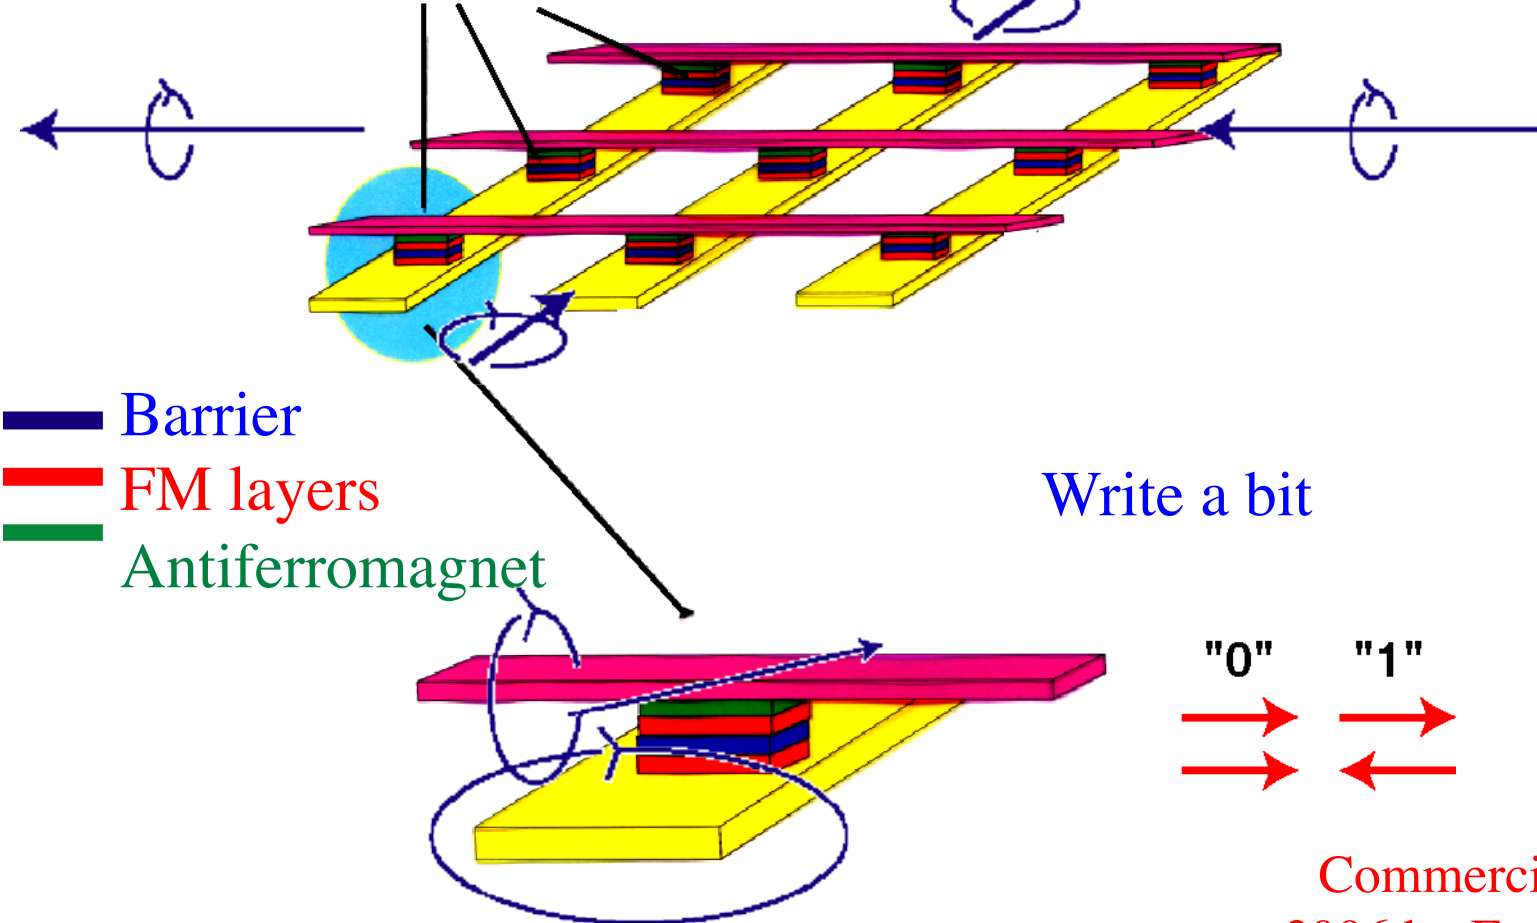 Barrier
FM layers
Write a bit
Antiferromagnet
"0" "1"